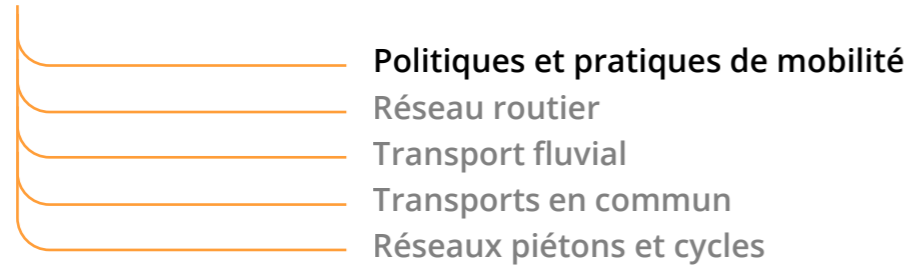 Politiques et pratiques de mobilité
Réseau routier
Transport fluvial
Transports en commun
Réseaux piétons et cycles